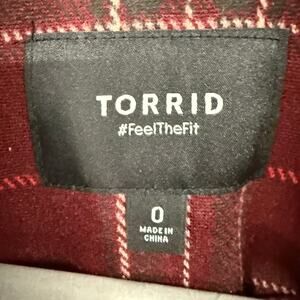 TORRID
#FeelTheFit
0
MADE IN
CHINA